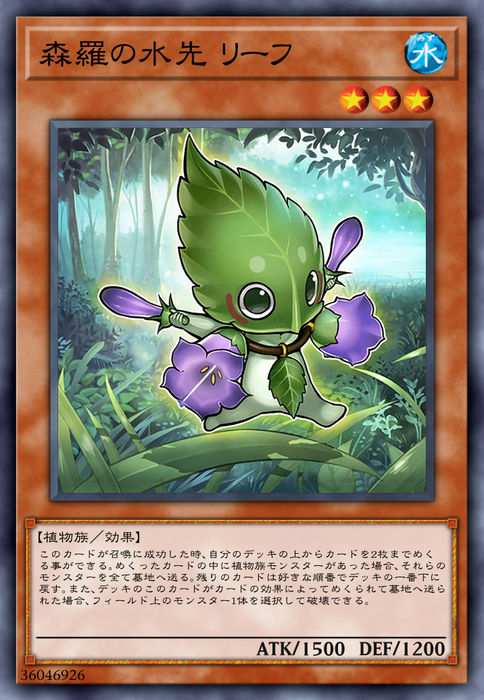 森羅の水先 リーフ
みず
水
【植物族／効果】
このカードが召喚に成功した時、自分のデッキの上からカードを2枚までめく
る事ができる。めくったカードの中に植物族モンスターがあった場合、それらの
モンスターを全て墓地へ送る。残りのカードは好きな順番でデッキの一番下に
戻す。また、デッキのこのカードがカードの効果によってめくられて墓地へ送ら
れた場合、フィールド上のモンスター1体を選択して破壊できる。
ATK/1500 DEF/1200
36046926